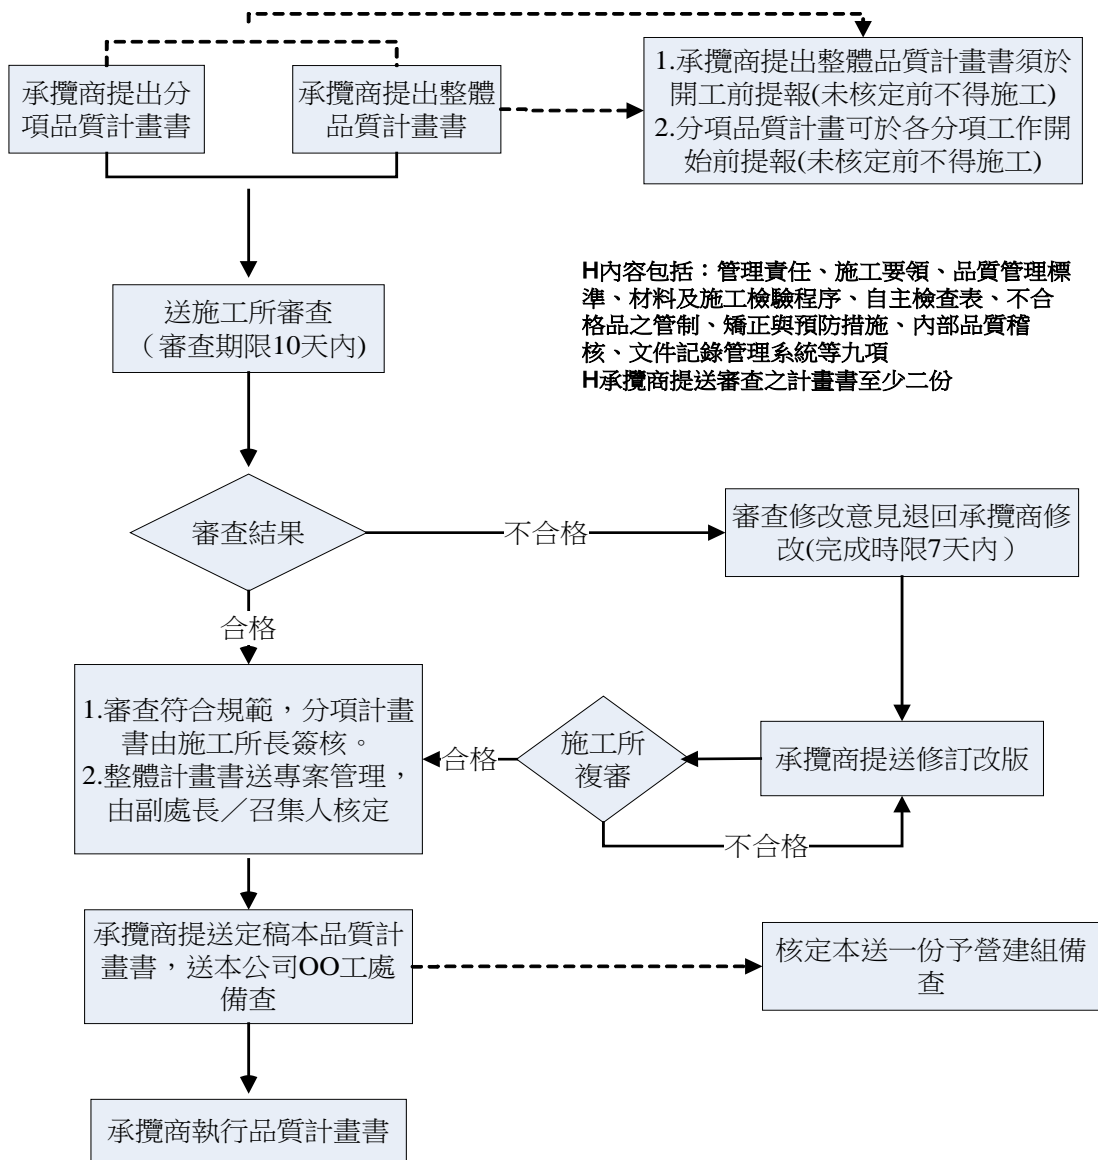 承攬商提出分
項品質計畫書
承攬商提出整體
品質計畫書
1.承攬商提出整體品質計畫書須於
開工前提報(未核定前不得施工)
2.分項品質計畫可於各分項工作開
始前提報(未核定前不得施工)
H內容包括：管理責任、施工要領、品質管理標
準、材料及施工檢驗程序、自主檢查表、不合
格品之管制、矯正與預防措施、內部品質稽
核、文件記錄管理系統等九項
H承攬商提送審查之計畫書至少二份
送施工所審查
（審查期限10天內)
審查結果
不合格
審查修改意見退回承攬商修
改(完成時限7天內）
合格
1.審查符合規範，分項計畫
書由施工所長簽核。
2.整體計畫書送專案管理，
由副處長／召集人核定
合格
施工所
複審
承攬商提送修訂改版
不合格
承攬商提送定稿本品質計
畫書，送本公司OO工處
備查
核定本送一份予營建組備
查
承攬商執行品質計畫書